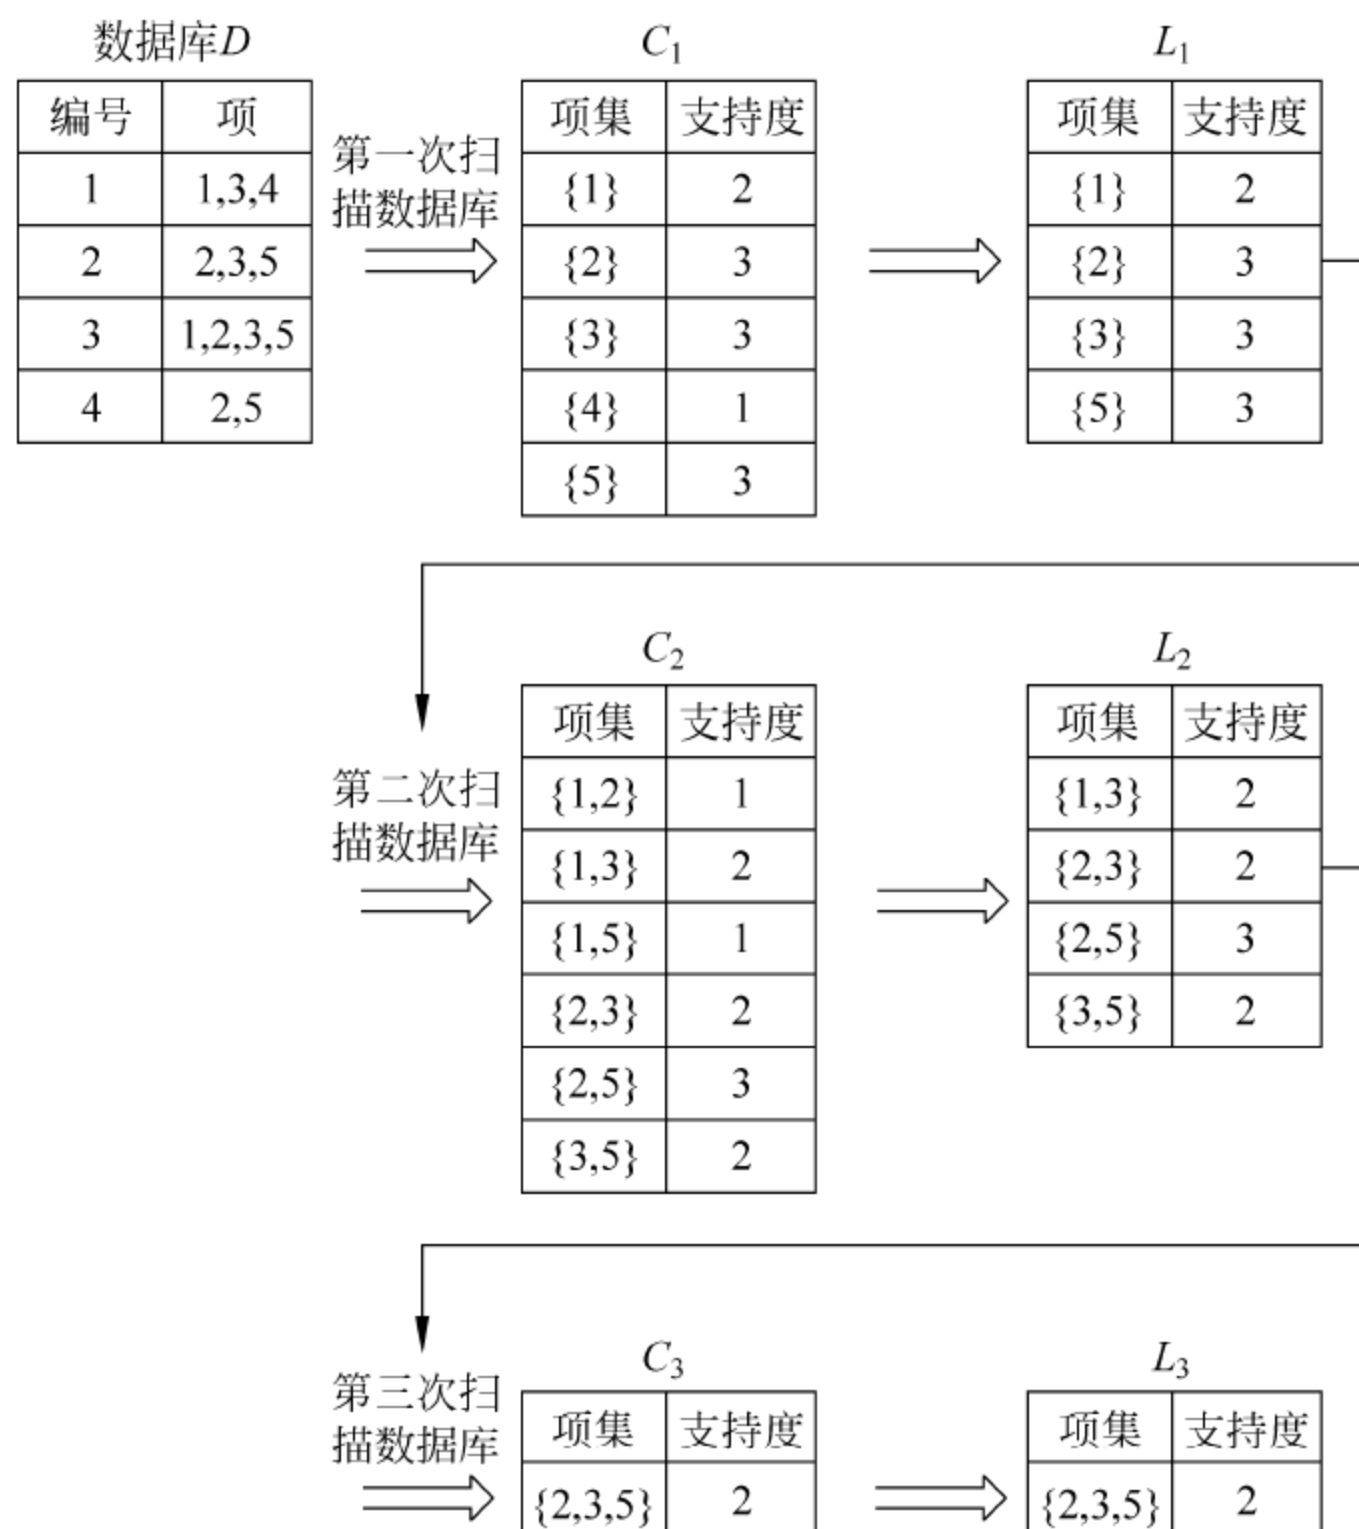 数据库D
编号 项
1 1,3,4
2 2,3,5
3 1,2,3,5
4 2,5
第一次扫
描数据库
C1
项集 支持度
{1} 2
{2} 3
{3} 3
{4} 1
{5} 3
L1
项集 支持度
{1} 2
{2} 3
{3} 3
{5} 3
第二次扫
描数据库
C2
项集 支持度
{1,2} 1
{1,3} 2
{1,5} 1
{2,3} 2
{2,5} 3
{3,5} 2
L2
项集 支持度
{1,3} 2
{2,3} 2
{2,5} 3
{3,5} 2
第三次扫
描数据库
C3
项集 支持度
{2,3,5} 2
L3
项集 支持度
{2,3,5} 2